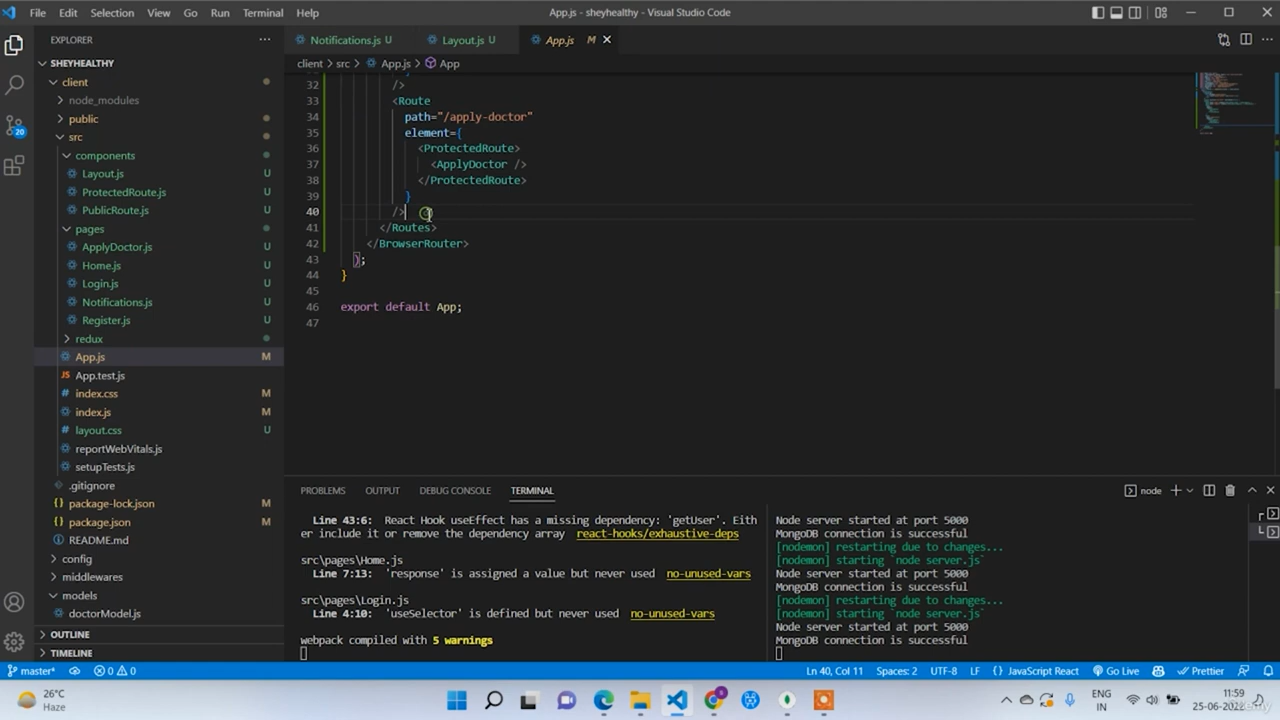 File Edit Selection View Go Run Terminal Help
App.js - sheyhealthy - Visual Studio Code
EXPLORER
SHEYHEALTHY
client
node_modules
public
src
components
Layout.js U
ProtectedRoute.js U
PublicRoute.js U
pages
ApplyDoctor.js U
Home.js U
Login.js U
Notifications.js U
Register.js U
redux
App.js M
App.test.js
index.css M
index.js M
layout.css U
reportWebVitals.js
setupTests.js
.gitignore
package-lock.json M
package.json M
README.md
config
middlewares
models
doctorModel.js U
OUTLINE
TIMELINE
20
Notifications.js U Layout.js U App.js M
client > src > App.js > App
32 />
33 <Route
34 path="/apply-doctor"
35 element={
36 <ProtectedRoute>
37 <ApplyDoctor />
38 </ProtectedRoute>
39 }
40 />
41 </Routes>
42 </BrowserRouter>
43 );
44 }
45
46 export default App;
47
PROBLEMS OUTPUT DEBUG CONSOLE TERMINAL
node
Line 43:6: React Hook useEffect has a missing dependency: 'getUser'. Eith
er include it or remove the dependency array react-hooks/exhaustive-deps
src\pages\Home.js
Line 7:13: 'response' is assigned a value but never used no-unused-vars
src\pages\Login.js
Line 4:10: 'useSelector' is defined but never used no-unused-vars
webpack compiled with 5 warnings
Node server started at port 5000
MongoDB connection is successful
[nodemon] restarting due to changes...
[nodemon] starting `node server.js`
Node server started at port 5000
MongoDB connection is successful
[nodemon] restarting due to changes...
[nodemon] starting `node server.js`
Node server started at port 5000
MongoDB connection is successful
master* 0 0 Ln 40, Col 11 Spaces: 2 UTF-8 LF {} JavaScript React Go Live Prettier
26°C
Haze
ENG
IN
11:59
25-06-2022